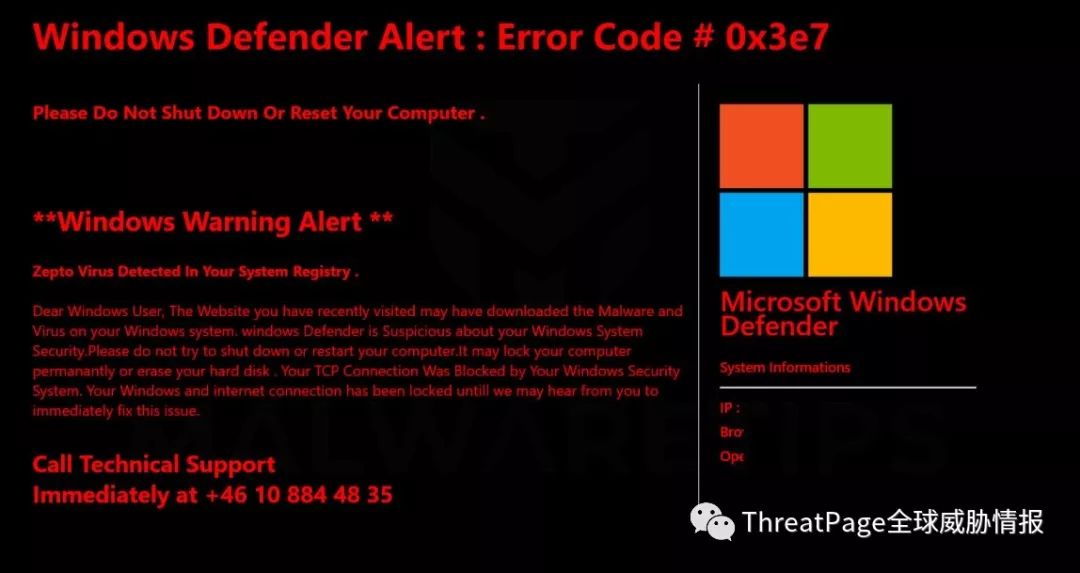 Windows Defender Alert : Error Code # 0x3e7
Please Do Not Shut Down Or Reset Your Computer .
**Windows Warning Alert **
Zepto Virus Detected In Your System Registry .
Dear Windows User, The Website you have recently visited may have downloaded the Malware and
Virus on your Windows system. windows Defender is Suspicious about your Windows System
Security.Please do not try to shut down or restart your computer.It may lock your computer
permanantly or erase your hard disk . Your TCP Connection Was Blocked by Your Windows Security
System. Your Windows and internet connection has been locked untill we may hear from you to
immediately fix this issue.
Call Technical Support
Immediately at +46 10 884 48 35
Microsoft Windows
Defender
System Informations
IP :
MALWARETIPS
ThreatPage全球威胁情报